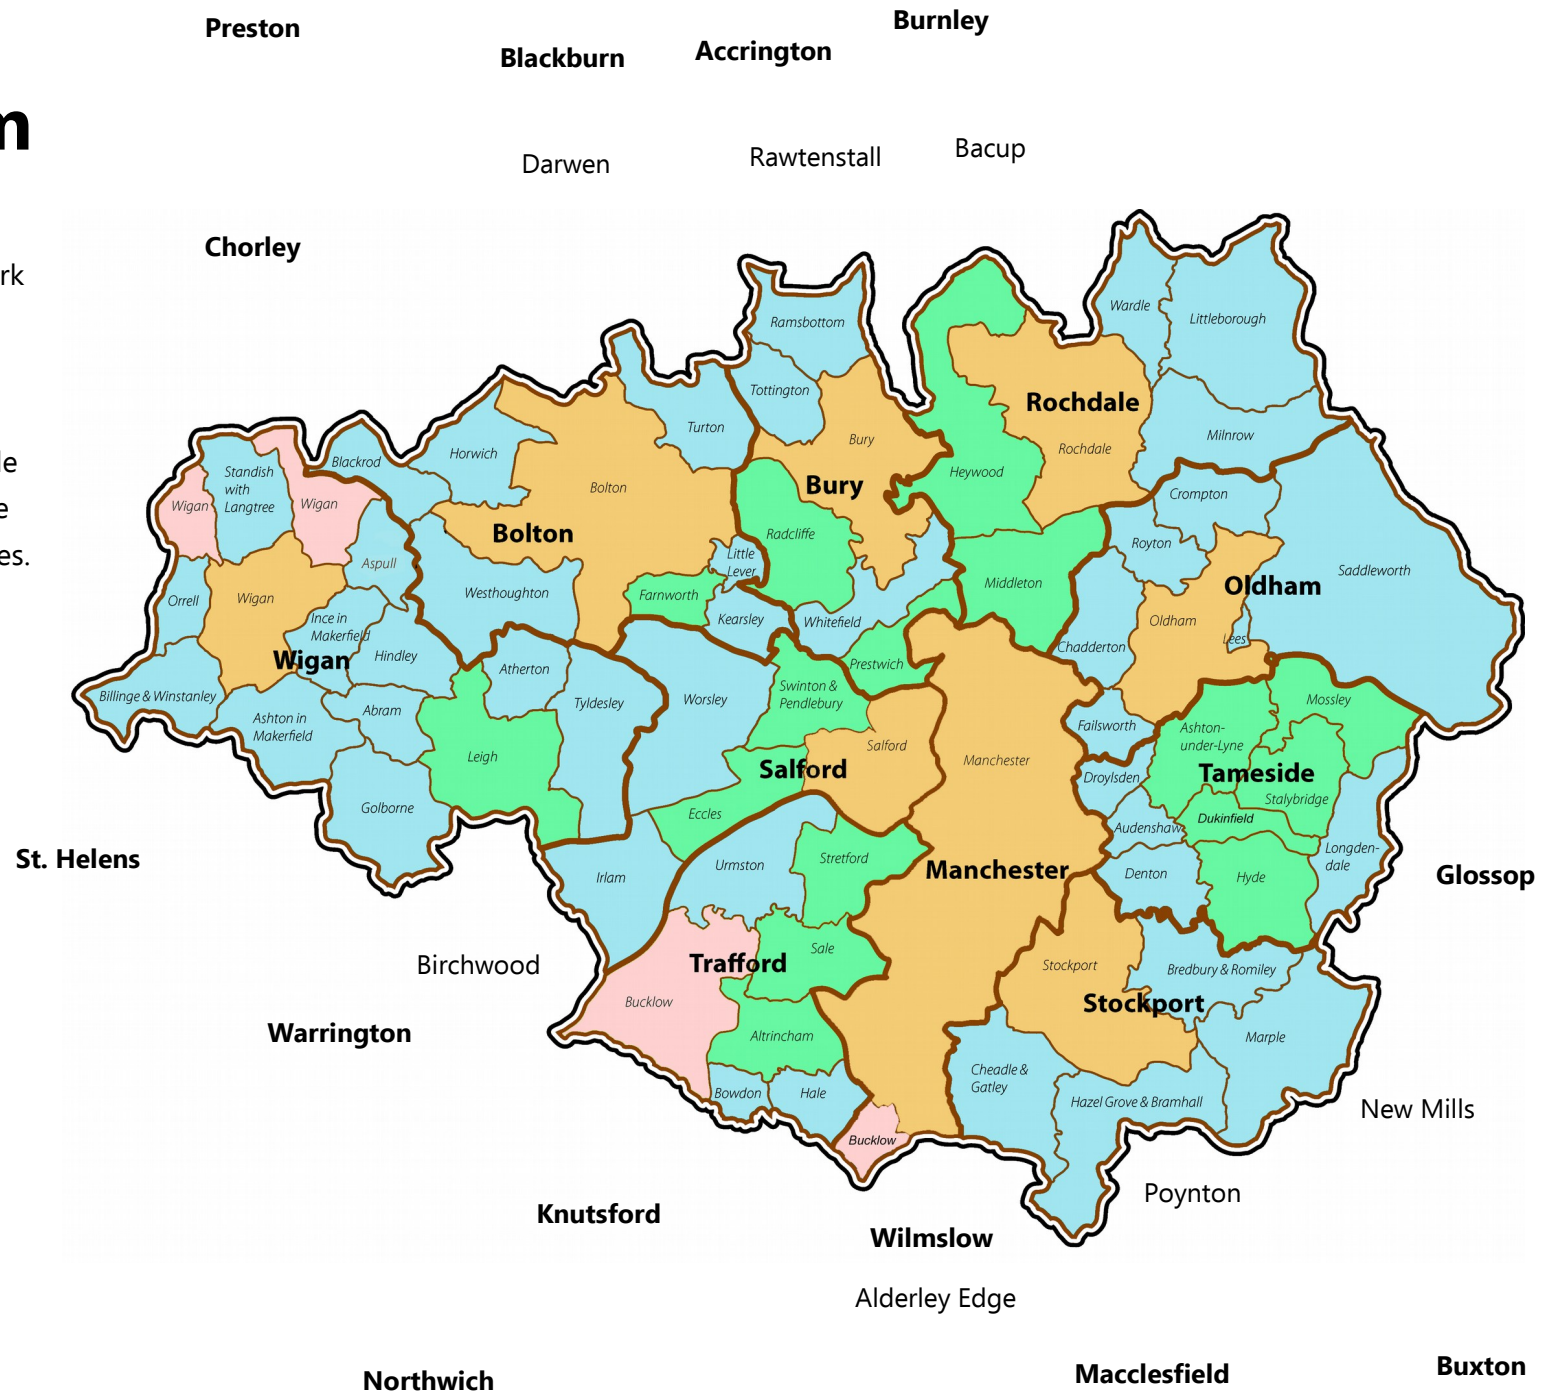 Preston
Burnley
Blackburn
Accrington
m
Darwen
Rawtenstall
Bacup
Chorley
rk
Ramsbottom
Wardle
Littleborough
Tottington
Turton
Bury
Rochdale
Rochdale
Milnrow
Horwich
Blackrod
le
Standish
with
Langtree
Wigan
Wigan
Bolton
Bury
Heywood
Crompton
e
Bolton
Radcliffe
Royton
es.
Aspull
Little
Lever
Middleton
Saddleworth
Oldham
Orrell
Wigan
Westhoughton
Farnworth
Kearsley
Whitefield
Oldham
Lees
Ince in
Makerfield
Wigan
Hindley
Chadderton
Atherton
Prestwich
Billinge & Winstanley
Abram
Ashton in
Makerfield
Tyldesley
Worsley
Swinton &
Pendlebury
Mossley
Failsworth
Ashton-
under-Lyne
Leigh
Salford
Salford
Manchester
Droylsden
Tameside
Stalybridge
Golborne
Eccles
Dukinfield
Audenshaw
St. Helens
Irlam
Urmston
Stretford
Manchester
Denton
Hyde
Longden-
dale
Glossop
Birchwood
Trafford
Sale
Stockport
Bredbury & Romiley
Bucklow
Stockport
Warrington
Altrincham
Marple
Cheadle &
Gatley
Bowdon
Hale
Hazel Grove & Bramhall
New Mills
Bucklow
Poynton
Knutsford
Wilmslow
Alderley Edge
Northwich
Macclesfield
Buxton